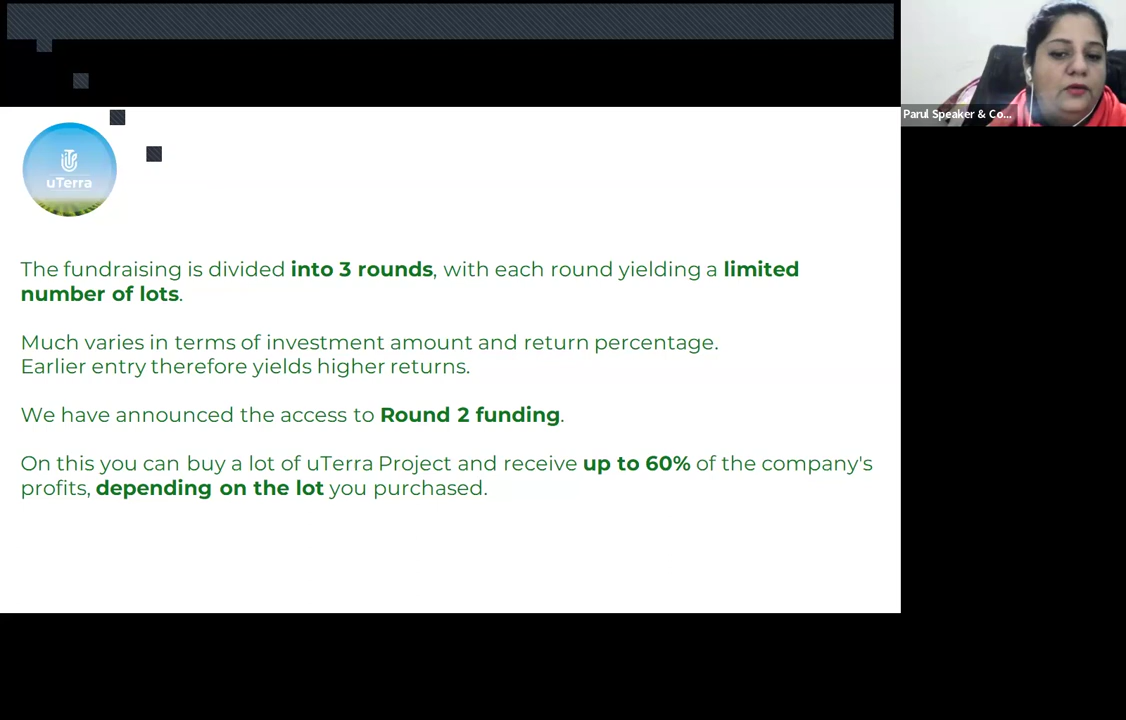 Parul Speaker & Co...
uTerra
The fundraising is divided into 3 rounds, with each round yielding a limited
number of lots.
Much varies in terms of investment amount and return percentage.
Earlier entry therefore yields higher returns.
We have announced the access to Round 2 funding.
On this you can buy a lot of uTerra Project and receive up to 60% of the company's
profits, depending on the lot you purchased.